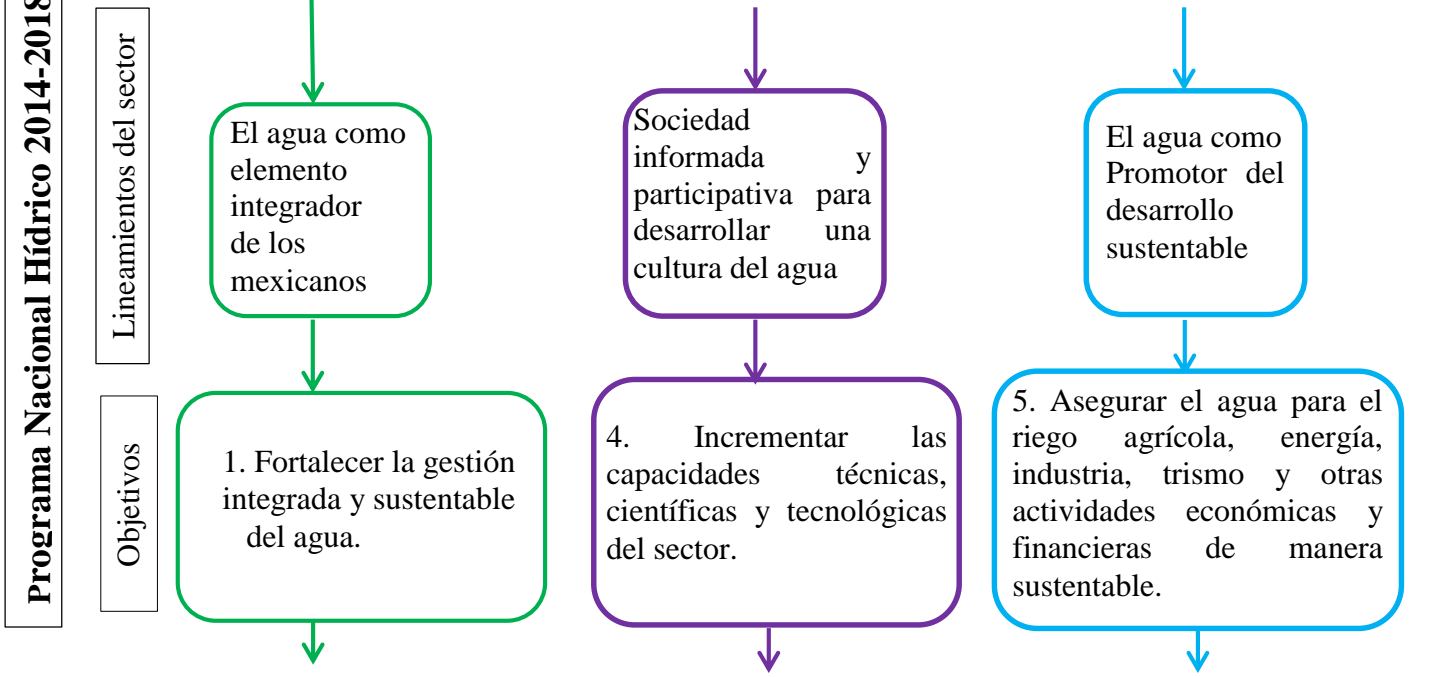 Programa Nacional Hídrico 2014-2018
Lineamientos del sector
El agua como
elemento
integrador
de los
mexicanos
Sociedad
informada y
participativa para
desarrollar una
cultura del agua
El agua como
Promotor del
desarrollo
sustentable
Objetivos
1. Fortalecer la gestión
integrada y sustentable
del agua.
4. Incrementar las
capacidades técnicas,
científicas y tecnológicas
del sector.
5. Asegurar el agua para el
riego agrícola, energía,
industria, trismo y otras
actividades económicas y
financieras de manera
sustentable.